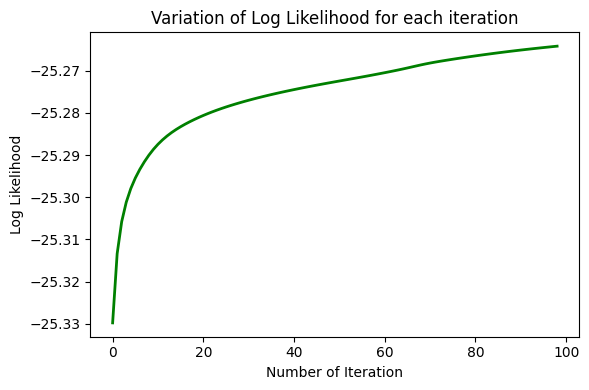 Variation of Log Likelihood for each iteration
Log Likelihood
−25.27
−25.28
−25.29
−25.30
−25.31
−25.32
−25.33
0 20 40 60 80 100
Number of Iteration